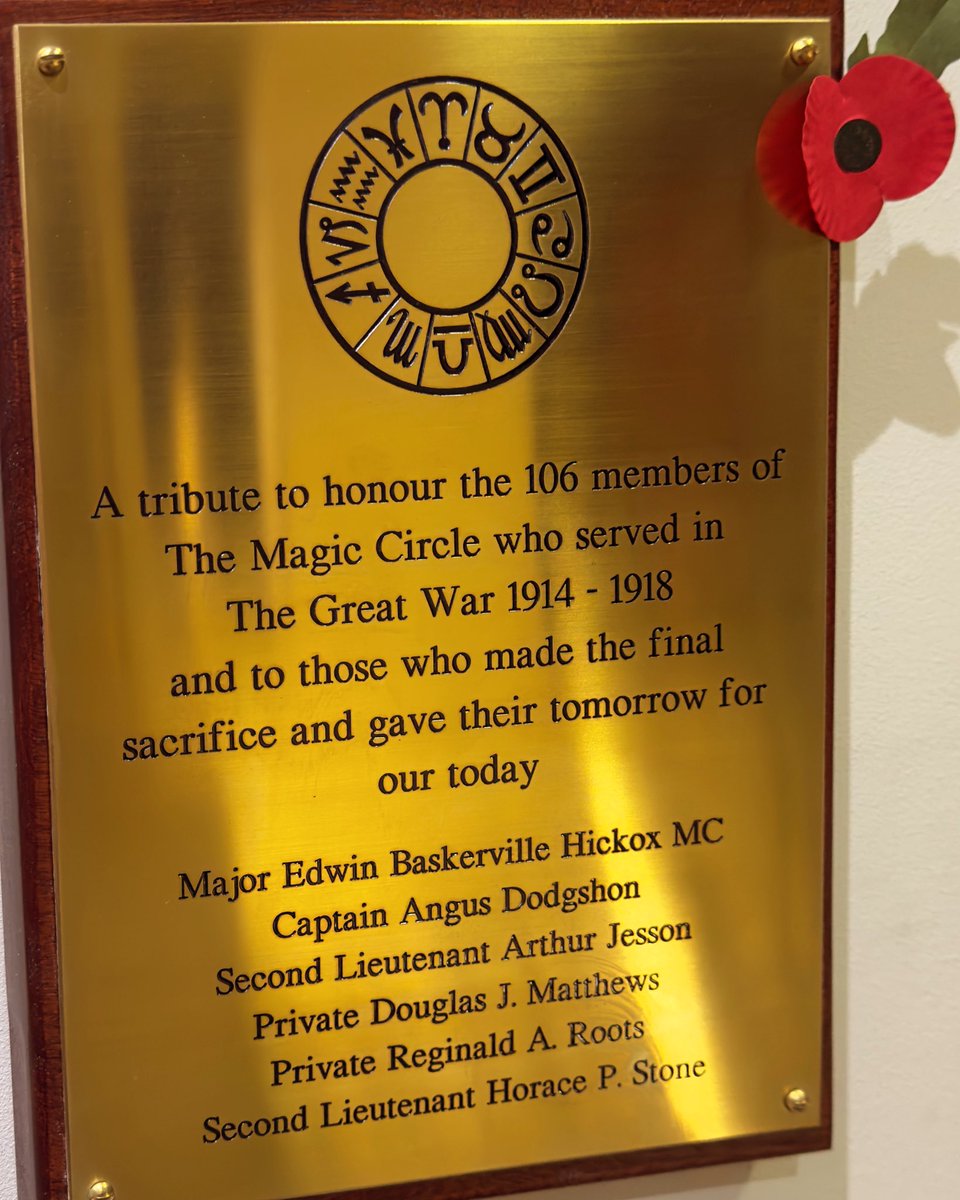 A tribute to honour the 106 members of
The Magic Circle who served in
The Great War 1914 - 1918
and to those who made the final
sacrifice and gave their tomorrow for
our today
Major Edwin Baskerville Hickox MC
Captain Angus Dodgshon
Second Lieutenant Arthur Jesson
Private Douglas J. Matthews
Private Reginald A. Roots
Second Lieutenant Horace P. Stone